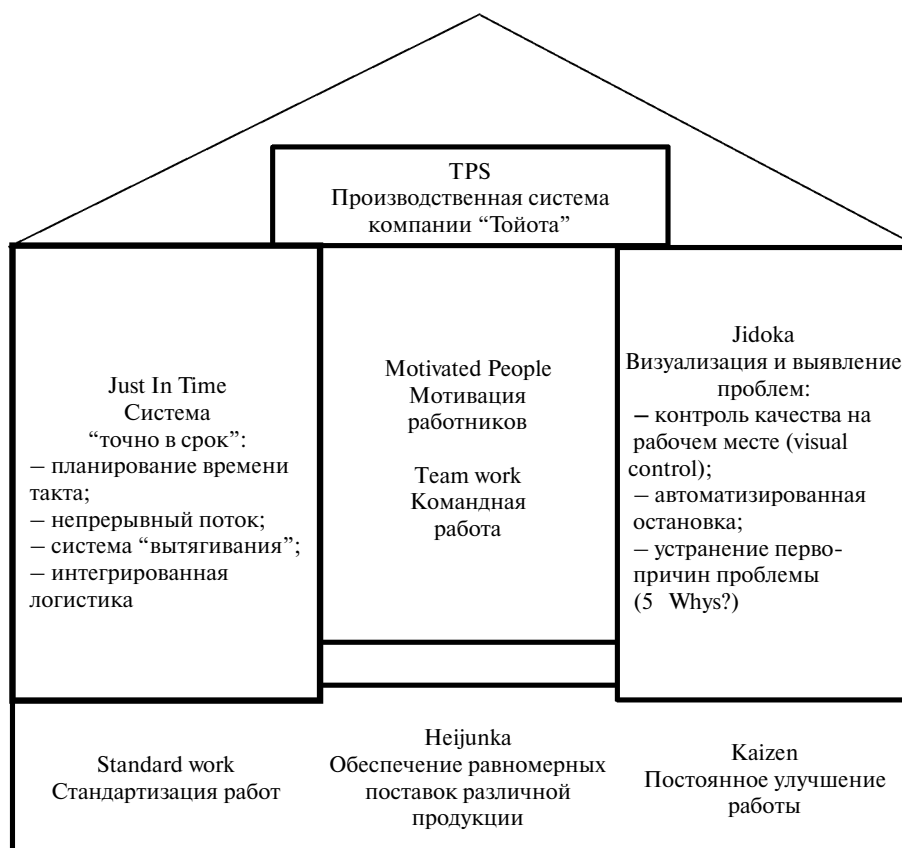 TPS
Производственная система
компании “Тойота”
Just In Time
Система
“точно в срок”:
– планирование времени
такта;
– непрерывный поток;
– система “вытягивания”;
– интегрированная
логистика
Motivated People
Мотивация
работников
Team work
Командная
работа
Jidoka
Визуализация и выявление
проблем:
– контроль качества на
рабочем месте (visual
control);
– автоматизированная
остановка;
– устранение перво-
причин проблемы
(5 Whys?)
Standard work
Стандартизация работ
Heijunka
Обеспечение равномерных
поставок различной
продукции
Kaizen
Постоянное улучшение
работы